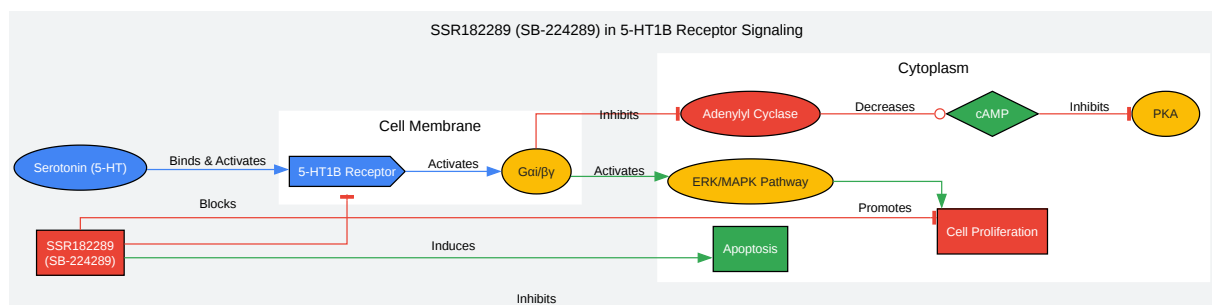 SSR182289 (SB-224289) in 5-HT1B Receptor Signaling
Cytoplasm
Cell Membrane
Inhibits
Adenylyl Cyclase
Decreases
cAMP
Inhibits
PKA
Serotonin (5-HT)
Binds & Activates
5-HT1B Receptor
Activates
Gαi/βγ
Activates
ERK/MAPK Pathway
Blocks
Promotes
SSR182289
(SB-224289)
Induces
Apoptosis
Cell Proliferation
Inhibits